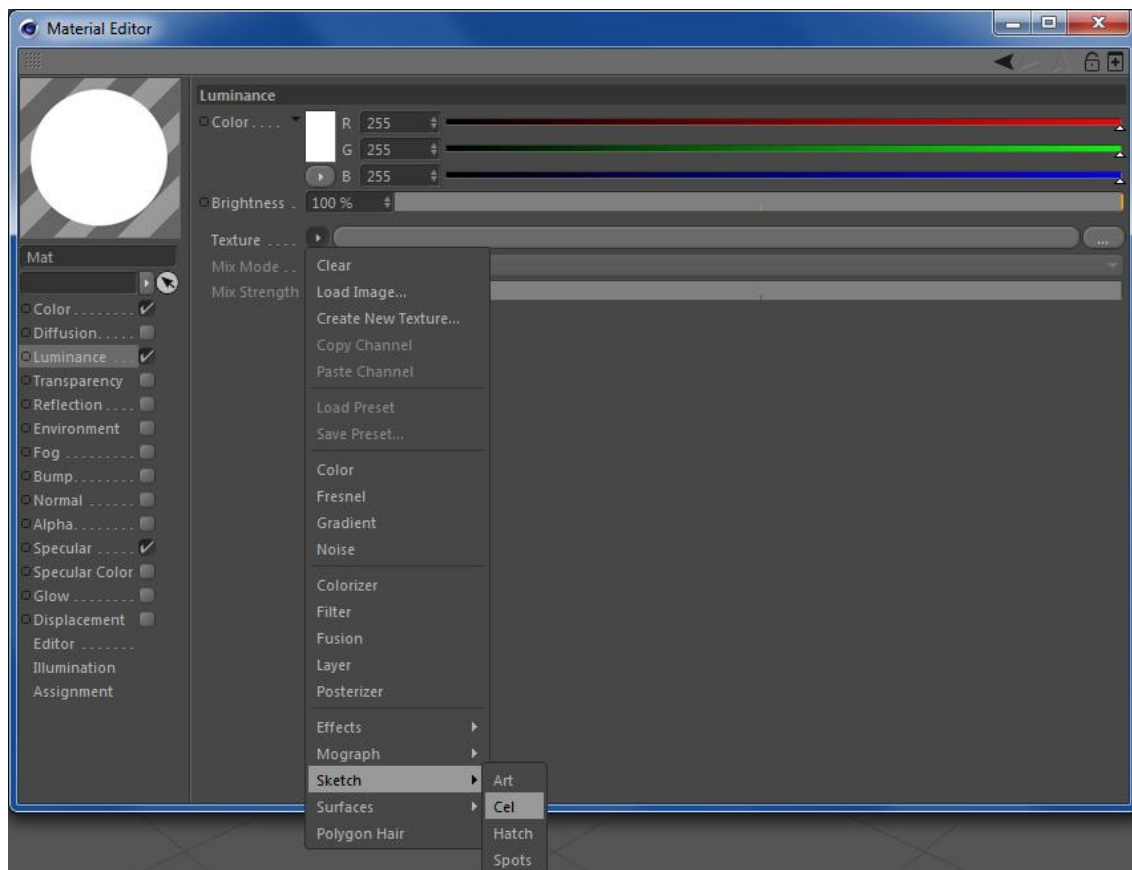 Material Editor
Luminance
Color....
R 255
G 255
B 255
Brightness . 100 %
Texture .... ...
Mix Mode ..
Mix Strength
Mat
Color........
Diffusion.....
Luminance ...
Transparency
Reflection....
Environment
Fog .........
Bump........
Normal ......
Alpha........
Specular .....
Specular Color
Glow ........
Displacement
Editor .......
Illumination
Assignment
Clear
Load Image...
Create New Texture...
Copy Channel
Paste Channel
Load Preset
Save Preset...
Color
Fresnel
Gradient
Noise
Colorizer
Filter
Fusion
Layer
Posterizer
Effects
Mograph
Sketch
Surfaces
Polygon Hair
Art
Cel
Hatch
Spots